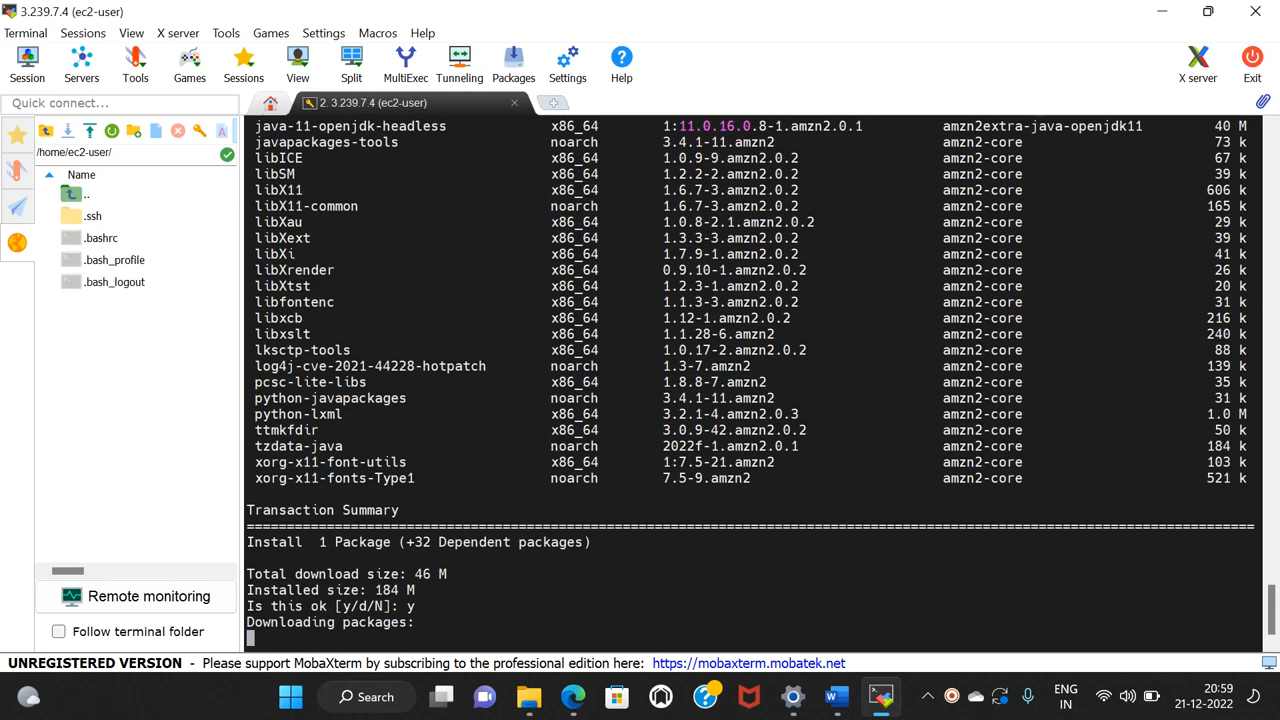 3.239.7.4 (ec2-user)
Terminal Sessions View X server Tools Games Settings Macros Help
Session Servers Tools Games Sessions View Split MultiExec Tunneling Packages Settings Help X server Exit
Quick connect...
2. 3.239.7.4 (ec2-user)
/home/ec2-user/
Name
..
.ssh
.bashrc
.bash_profile
.bash_logout
Remote monitoring
Follow terminal folder
java-11-openjdk-headless x86_64 1:11.0.16.0.8-1.amzn2.0.1 amzn2extra-java-openjdk11 40 M
javapackages-tools noarch 3.4.1-11.amzn2 amzn2-core 73 k
libICE x86_64 1.0.9-9.amzn2.0.2 amzn2-core 67 k
libSM x86_64 1.2.2-2.amzn2.0.2 amzn2-core 39 k
libX11 x86_64 1.6.7-3.amzn2.0.2 amzn2-core 606 k
libX11-common noarch 1.6.7-3.amzn2.0.2 amzn2-core 165 k
libXau x86_64 1.0.8-2.1.amzn2.0.2 amzn2-core 29 k
libXext x86_64 1.3.3-3.amzn2.0.2 amzn2-core 39 k
libXi x86_64 1.7.9-1.amzn2.0.2 amzn2-core 41 k
libXrender x86_64 0.9.10-1.amzn2.0.2 amzn2-core 26 k
libXtst x86_64 1.2.3-1.amzn2.0.2 amzn2-core 20 k
libfontenc x86_64 1.1.3-3.amzn2.0.2 amzn2-core 31 k
libxcb x86_64 1.12-1.amzn2.0.2 amzn2-core 216 k
libxslt x86_64 1.1.28-6.amzn2 amzn2-core 240 k
lksctp-tools x86_64 1.0.17-2.amzn2.0.2 amzn2-core 88 k
log4j-cve-2021-44228-hotpatch noarch 1.3-7.amzn2 amzn2-core 139 k
pcsc-lite-libs x86_64 1.8.8-7.amzn2 amzn2-core 35 k
python-javapackages noarch 3.4.1-11.amzn2 amzn2-core 31 k
python-lxml x86_64 3.2.1-4.amzn2.0.3 amzn2-core 1.0 M
ttmkfdir x86_64 3.0.9-42.amzn2.0.2 amzn2-core 50 k
tzdata-java noarch 2022f-1.amzn2.0.1 amzn2-core 184 k
xorg-x11-font-utils x86_64 1:7.5-21.amzn2 amzn2-core 103 k
xorg-x11-fonts-Type1 noarch 7.5-9.amzn2 amzn2-core 521 k
Transaction Summary
Install 1 Package (+32 Dependent packages)
Total download size: 46 M
Installed size: 184 M
Is this ok [y/d/N]: y
Downloading packages:
UNREGISTERED VERSION - Please support MobaXterm by subscribing to the professional edition here: https://mobaxterm.mobatek.net
Search
ENG
IN
20:59
21-12-2022